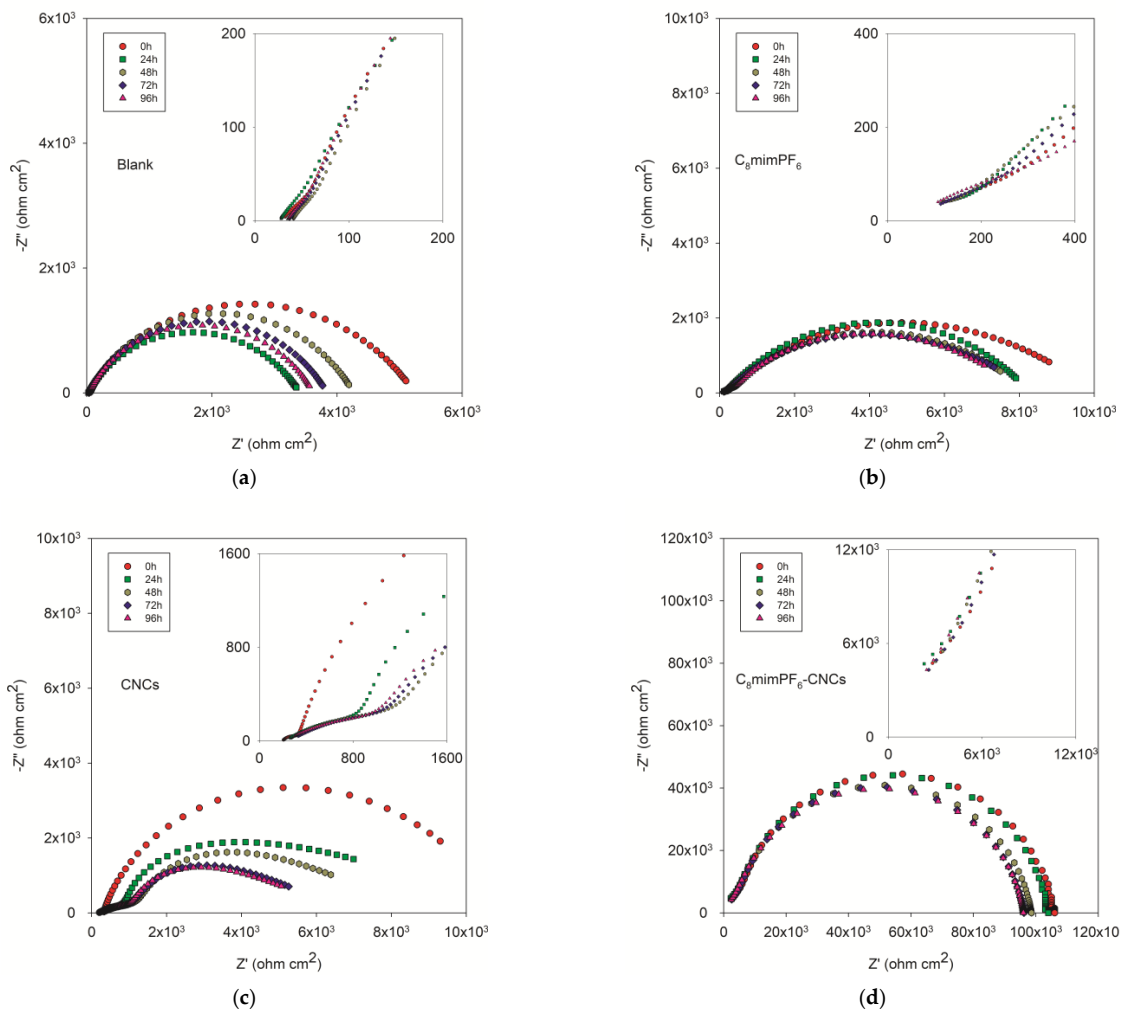 6x10³
4x10³
2x10³
0
-Z'' (ohm cm²)
0h
24h
48h
72h
96h
Blank
200
100
0
0
100
200
0
2x10³
4x10³
6x10³
Z' (ohm cm²)
(a)
10x10³
8x10³
6x10³
4x10³
2x10³
0
-Z'' (ohm cm²)
0h
24h
48h
72h
96h
C₈mimPF₆
400
200
0
0
200
400
0
2x10³
4x10³
6x10³
8x10³
10x10³
Z' (ohm cm²)
(b)
10x10³
8x10³
6x10³
4x10³
2x10³
0
-Z'' (ohm cm²)
0h
24h
48h
72h
96h
CNCs
1600
800
0
0
800
1600
0
2x10³
4x10³
6x10³
8x10³
10x10³
Z' (ohm cm²)
(c)
120x10³
100x10³
80x10³
60x10³
40x10³
20x10³
0
-Z'' (ohm cm²)
0h
24h
48h
72h
96h
C₈mimPF₆-CNCs
12x10³
6x10³
0
0
6x10³
12x10³
0
20x10³
40x10³
60x10³
80x10³
100x10³
120x10
Z' (ohm cm²)
(d)